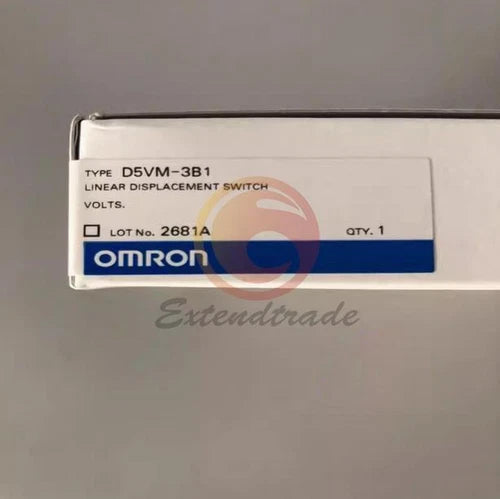 TYPE D5VM-3B1
LINEAR DISPLACEMENT SWITCH
VOLTS.
LOT No. 2681A QTY. 1
OMRON
Extendtrade